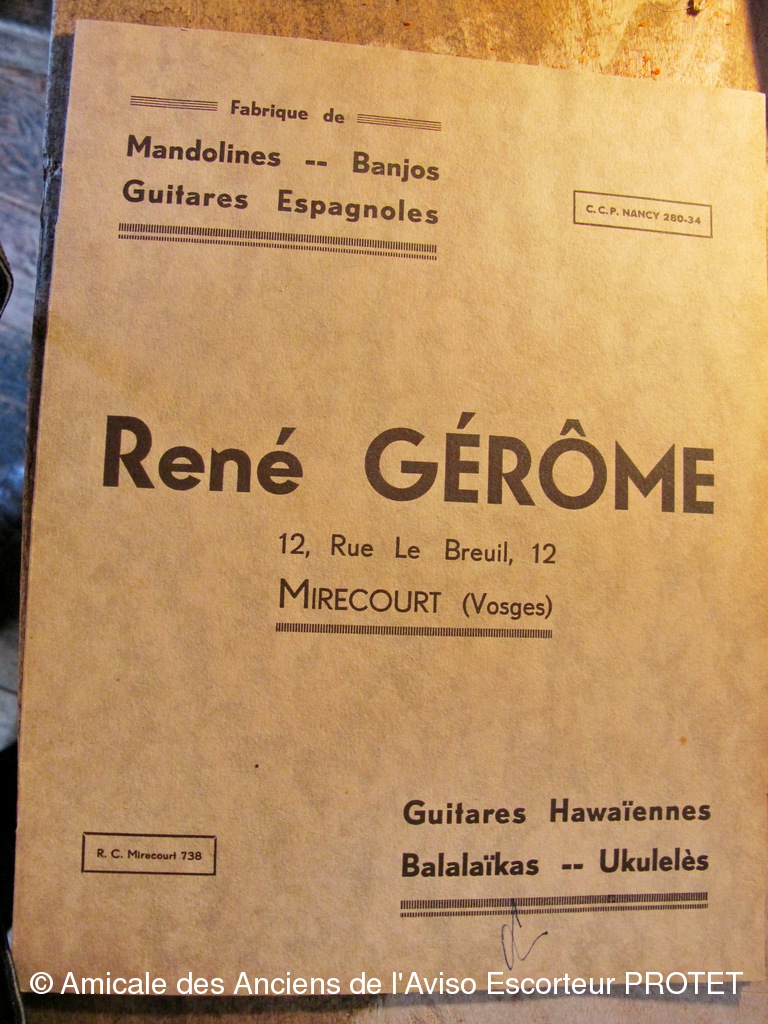 Fabrique de
Mandolines -- Banjos
Guitares Espagnoles
C.C.P. NANCY 280-34
René GÉRÔME
12, Rue Le Breuil, 12
MIRECOURT (Vosges)
Guitares Hawaïennes
R. C. Mirecourt 738
Balalaïkas -- Ukulelès
© Amicale des Anciens de l'Aviso Escorteur PROTET